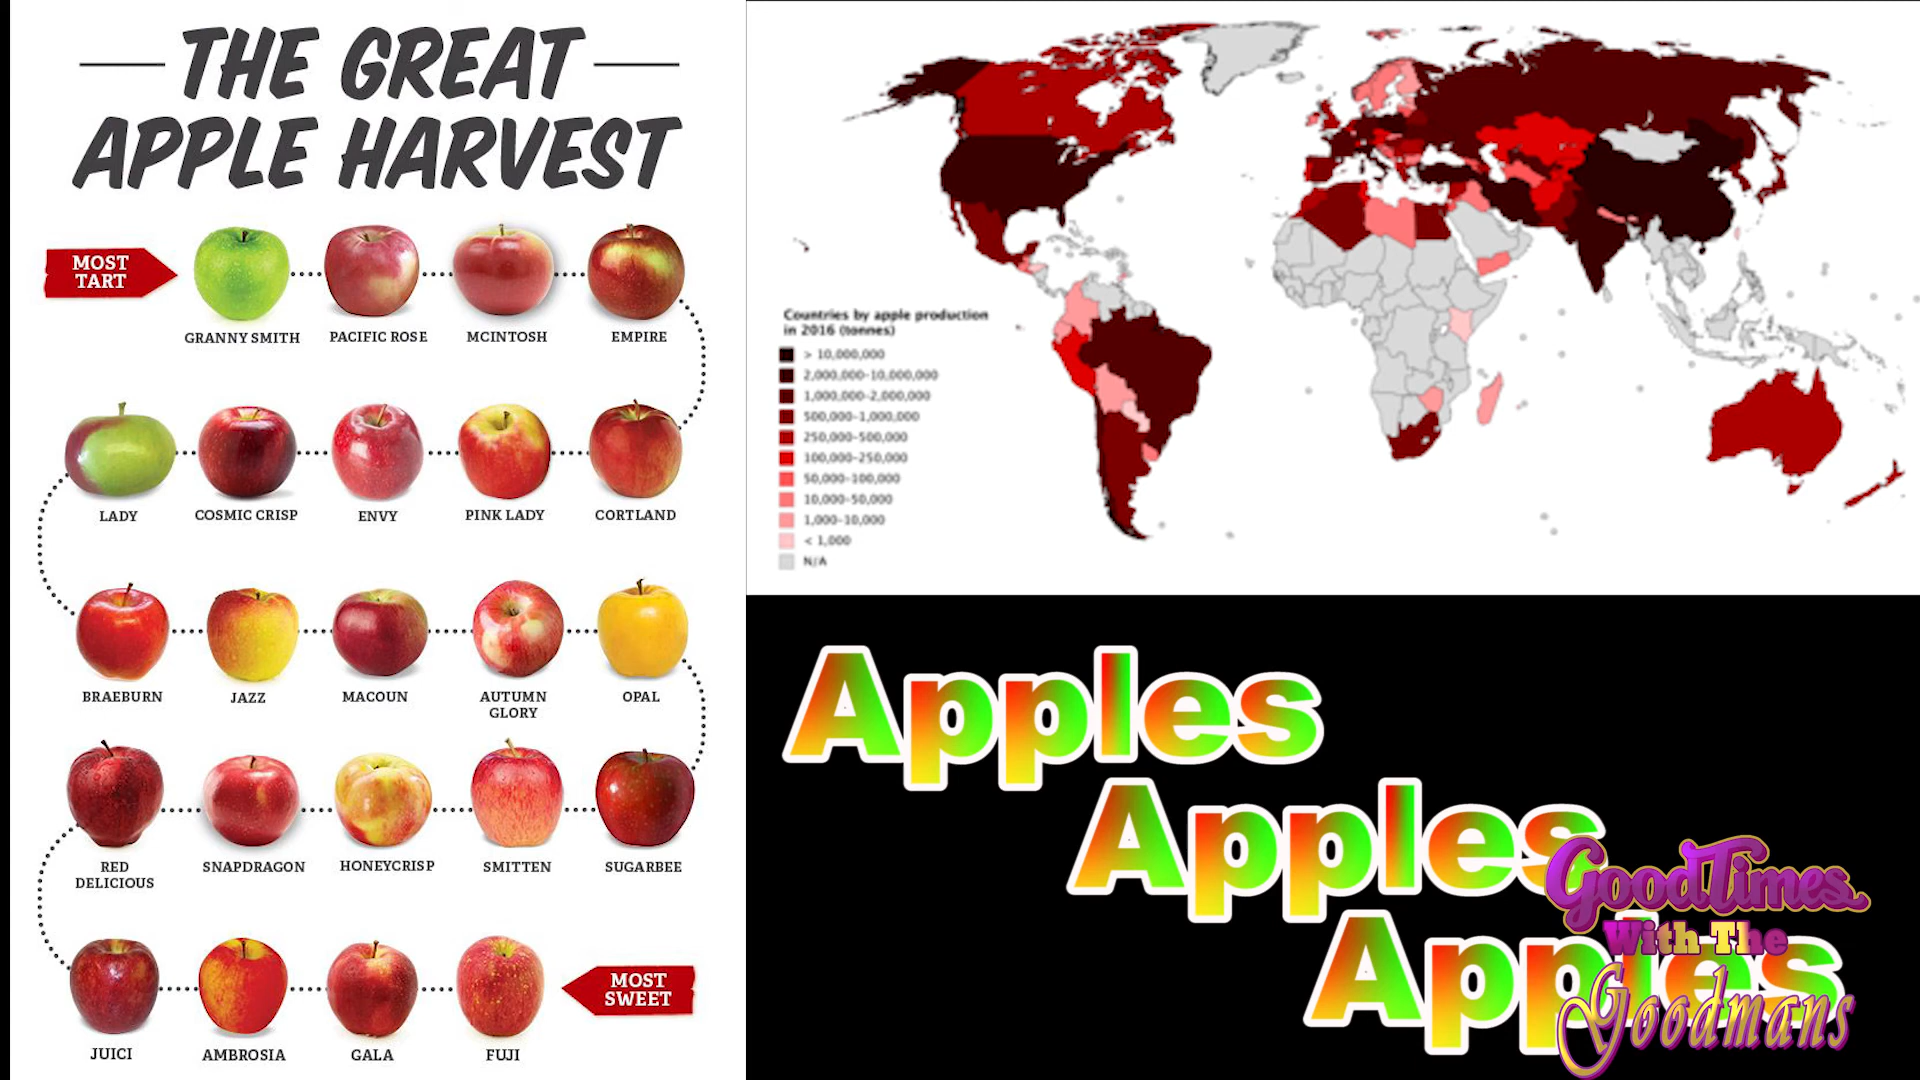 THE GREAT
APPLE HARVEST
MOST
TART
GRANNY SMITH
PACIFIC ROSE
MCINTOSH
EMPIRE
LADY
COSMIC CRISP
ENVY
PINK LADY
CORTLAND
BRAEBURN
JAZZ
MACOUN
AUTUMN
GLORY
OPAL
RED
DELICIOUS
SNAPDRAGON
HONEYCRISP
SMITTEN
SUGARBEE
JUICI
AMBROSIA
GALA
FUJI
MOST
SWEET
Countries by apple production
in 2016 (tonnes)
> 10,000,000
2,000,000-10,000,000
1,000,000-2,000,000
500,000-1,000,000
250,000-500,000
100,000-250,000
50,000-100,000
10,000-50,000
1,000-10,000
< 1,000
N/A
Apples
Apples
Apples
Good Times
With The
Goodmans